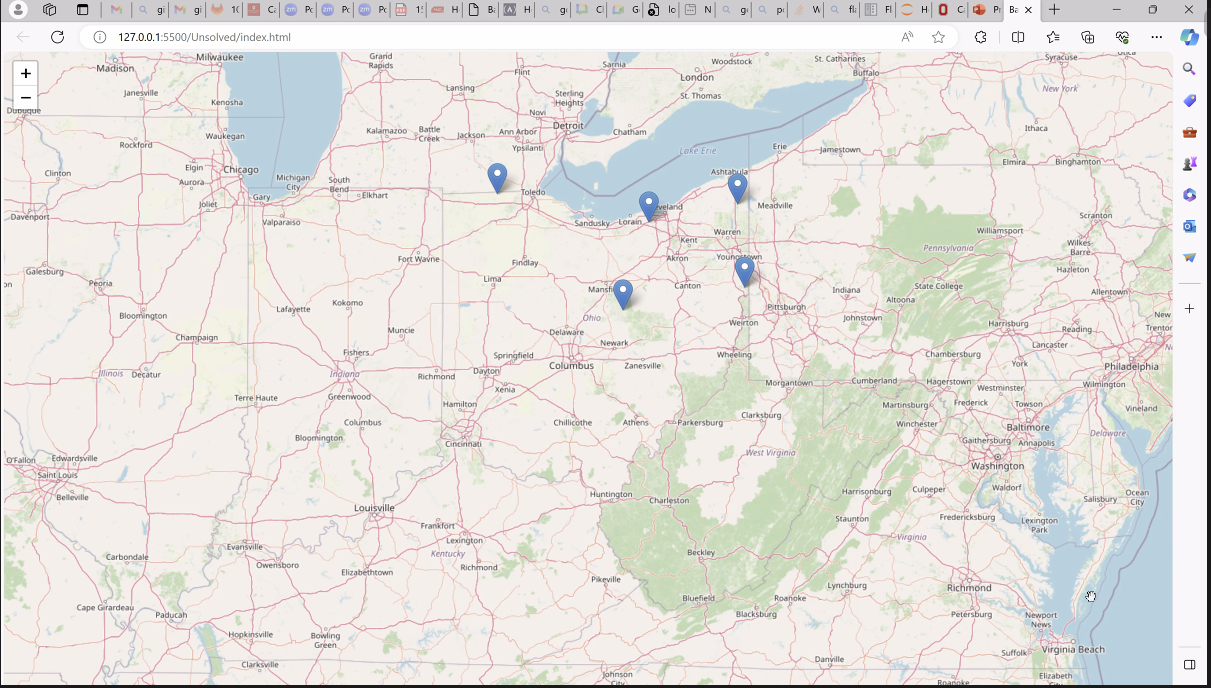 gi
gi
1(
C
Pc
Pc
Pc
1!
H
B
H
g
C
G
lo
N
g
p
W
fl
Fl
H
C
Pr
Ba
127.0.0.1:5500/Unsolved/index.html
+
−
Milwaukee
Madison
Grand Rapids
Sarnia
Woodstock
St. Catharines
Syracuse
Utica
London
Flint
Buffalo
Janesville
Lansing
Sterling Heights
St. Thomas
New York
Dubuque
Kenosha
Novi
Detroit
Chatham
Waukegan
Kalamazoo
Battle Creek
Jackson
Ann Arbor
Ypsilanti
Ithaca
Rockford
Lake Erie
Erie
Jamestown
Elmira
Binghamton
Clinton
Elgin
Chicago
Aurora
Michigan City
South Bend
Elkhart
Toledo
Ashtabula
Joliet
Gary
Davenport
Valparaiso
Sandusky
Lorain
eveland
Meadville
Scranton
Warren
Williamsport
Kent
Wilkes Barre
Pennsylvania
Fort Wayne
Findlay
Akron
Youngstown
Galesburg
Hazleton
Peoria
Lima
Mansfi
Canton
Indiana
State College
Allentown
Altoona
Lafayette
Kokomo
Bloomington
Ohio
Pittsburgh
Johnstown
Weirton
Harrisburg
Reading
New
Trenton
Muncie
Delaware
Newark
Champaign
Fishers
Springfield
Columbus
Zanesville
Wheeling
Chambersburg
Lancaster
York
Philadelphia
Illinois
Decatur
Indiana
Richmond
Dayton
Xenia
Morgantown
Cumberland
Hagerstown
Westminster
Wilmington
Terre Haute
Greenwood
Hamilton
Martinsburg
Frederick
Towson
Vineland
Columbus
Chillicothe
Athens
Parkersburg
Clarksburg
Winchester
Baltimore
Delaware
Bloomington
Cincinnati
Gaithersburg
Annapolis
O'Fallon
Edwardsville
West Virginia
Washington
Saint Louis
Belleville
Huntington
Charleston
Harrisonburg
Culpeper
Waldorf
Salisbury
Ocean City
Louisville
Fredericksburg
Lexington Park
Frankfort
Staunton
Lexington
Virginia
Evansville
Carbondale
Kentucky
Beckley
Owensboro
Richmond
Elizabethtown
Pikeville
Lynchburg
Richmond
Bluefield
Roanoke
Cape Girardeau
Paducah
Blacksburg
Petersburg
Newport News
Hopkinsville
Bowling Green
Virginia Beach
Suffolk
Clarksville
Danville
Johnson City
Roanoke
Elizabeth